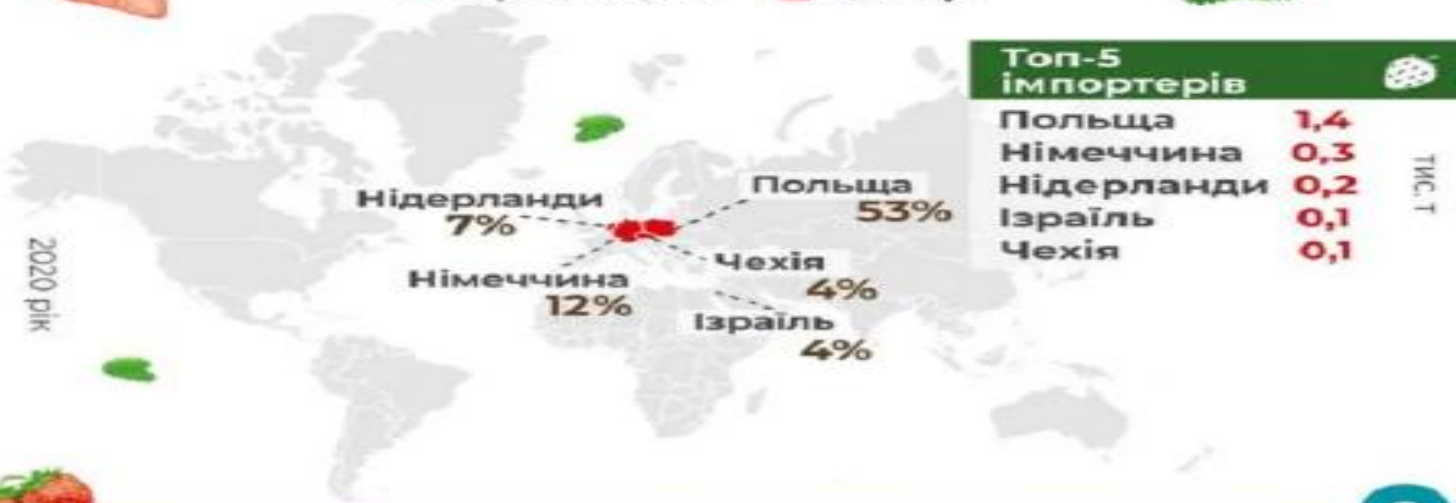 Топ-5
імпортерів
Польща 1,4
Німеччина 0,3
Нідерланди 0,2
Ізраїль 0,1
Чехія 0,1
тис. т
Нідерланди
7%
Польща
53%
Німеччина
12%
Чехія
4%
Ізраїль
4%
2020 рік